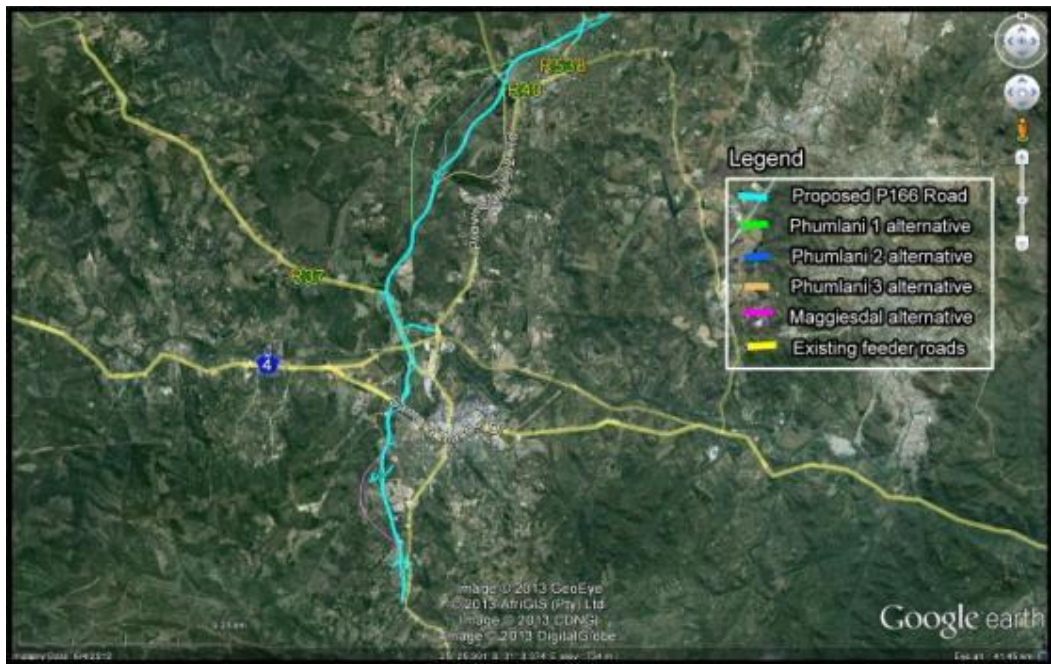 R538
R40
Legend
Proposed P166 Road
Phumlani 1 alternative
Phumlani 2 alternative
Phumlani 3 alternative
Maggiesdal alternative
Existing feeder roads
R37
4
Image © 2013 GeoEye
© 2013 AfriGIS (Pty) Ltd
Image © 2013 CDNGI
Image © 2013 DigitalGlobe
Google earth